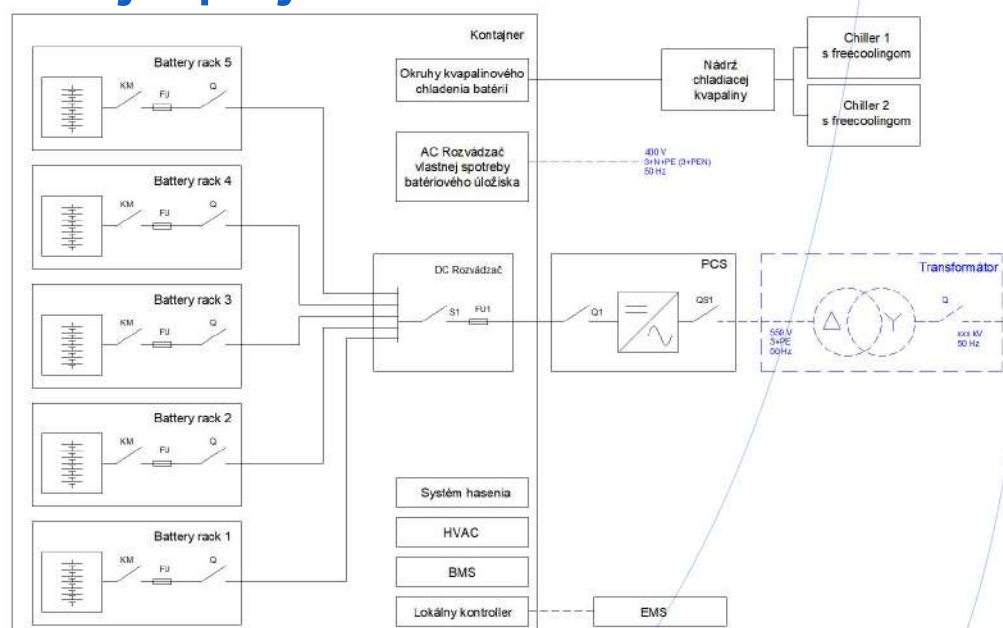 Kontajner
Battery rack 5
KM
FU
Q
Battery rack 4
KM
FU
Q
Battery rack 3
KM
FU
Q
Battery rack 2
KM
FU
Q
Battery rack 1
KM
FU
Q
Okruhy kvapalinového
chladenia batérií
Nádrž
chladiacej
kvapaliny
Chiller 1
s freecoolingom
Chiller 2
s freecoolingom
AC Rozvádzač
vlastnej spotreby
batériového úložiska
400 V
3+N+PE (3+PEN)
50 Hz
DC Rozvádzač
S1
FU1
PCS
Q1
QS1
Transformátor
550 V
3+PE
50 Hz
Q
xxx kV
50 Hz
Systém hasenia
HVAC
BMS
Lokálny kontroller
EMS